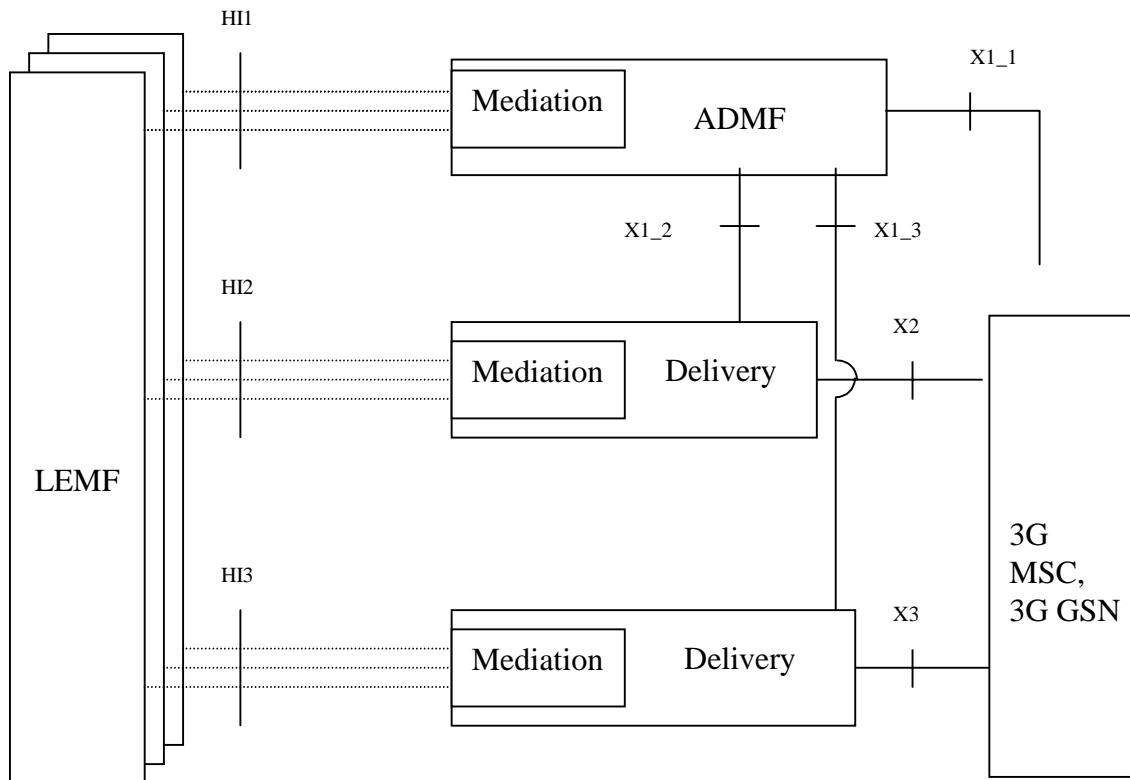 HI1
X1_1
Mediation
ADMF
X1_2
X1_3
HI2
X2
Mediation
Delivery
LEMF
3G
MSC,
3G GSN
HI3
X3
Mediation
Delivery